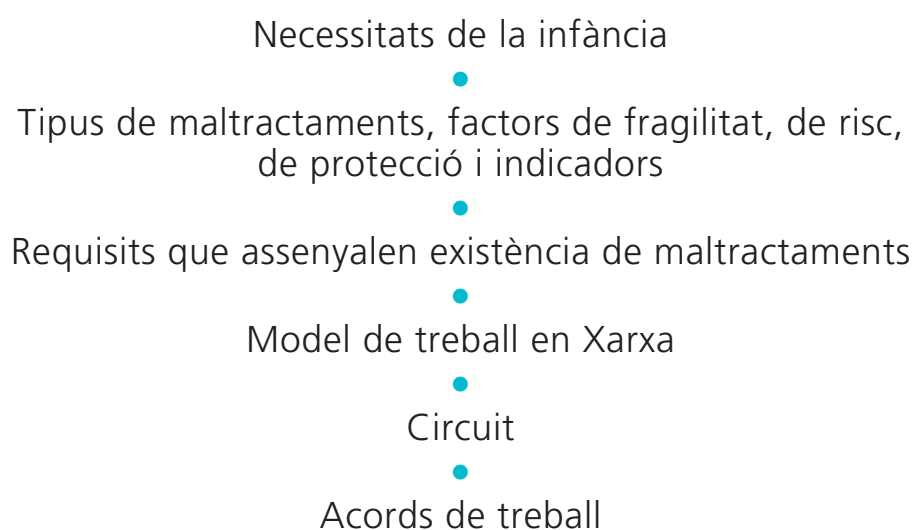 Necessitats de la infància
Tipus de maltractaments, factors de fragilitat, de risc,
de protecció i indicadors
Requisits que assenyalen existència de maltractaments
Model de treball en Xarxa
Circuit
Acords de treball